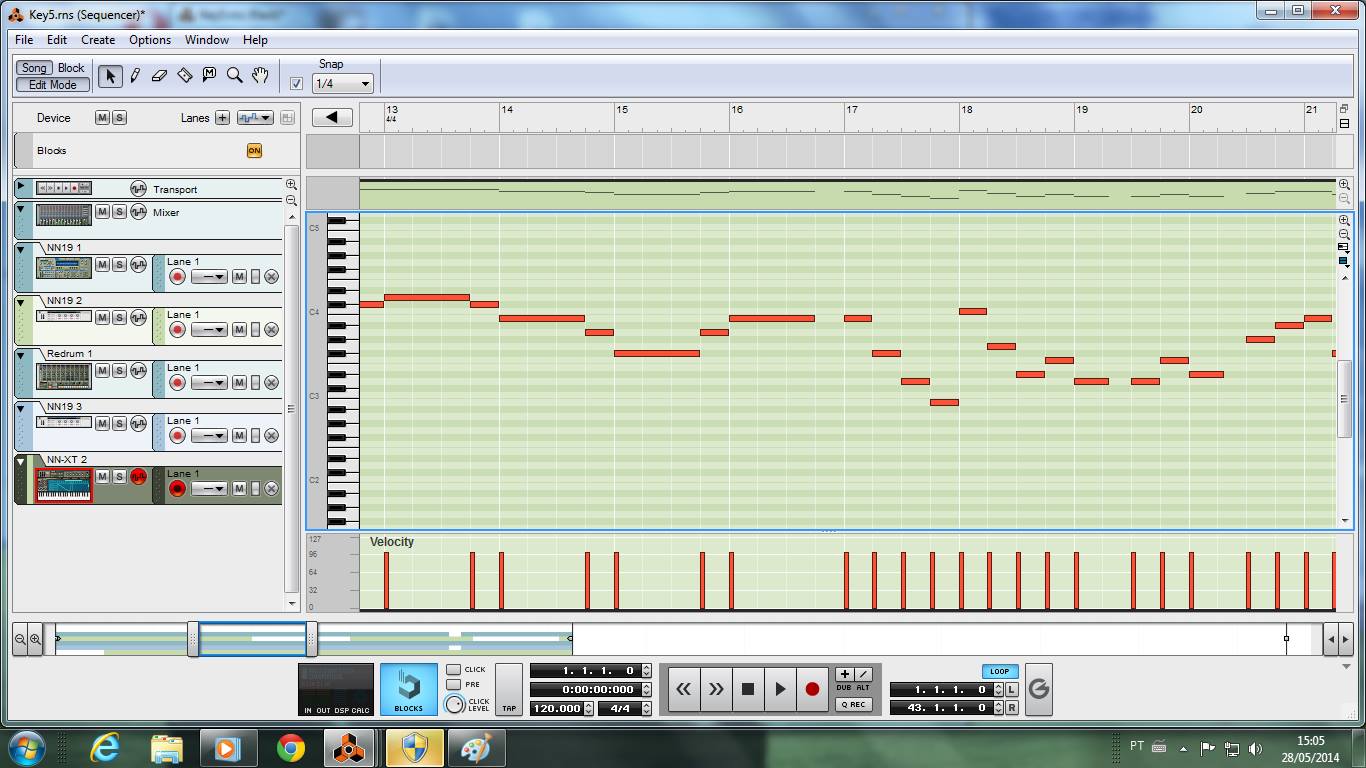 Key5.rns (Sequencer)*
File Edit Create Options Window Help
Song Block
Edit Mode
Snap
1/4
Device M S Lanes
13 14 15 16 17 18 19 20 21
4/4
Blocks ON
Transport
M S Mixer
NN19 1
M S Lane 1
M
NN19 2
M S Lane 1
M
Redrum 1
M S Lane 1
M
NN19 3
M S Lane 1
M
NN-XT 2
M S Lane 1
M
C5
C4
C3
C2
127
96
64
32
0
Velocity
IN OUT DSP CALC
BLOCKS
CLICK
PRE
CLICK
LEVEL
TAP
1. 1. 1. 0
0:00:00:000
120.000 4/4
DUB ALT
Q REC
LOOP
1. 1. 1. 0 L
43. 1. 1. 0 R
PT
15:05
28/05/2014